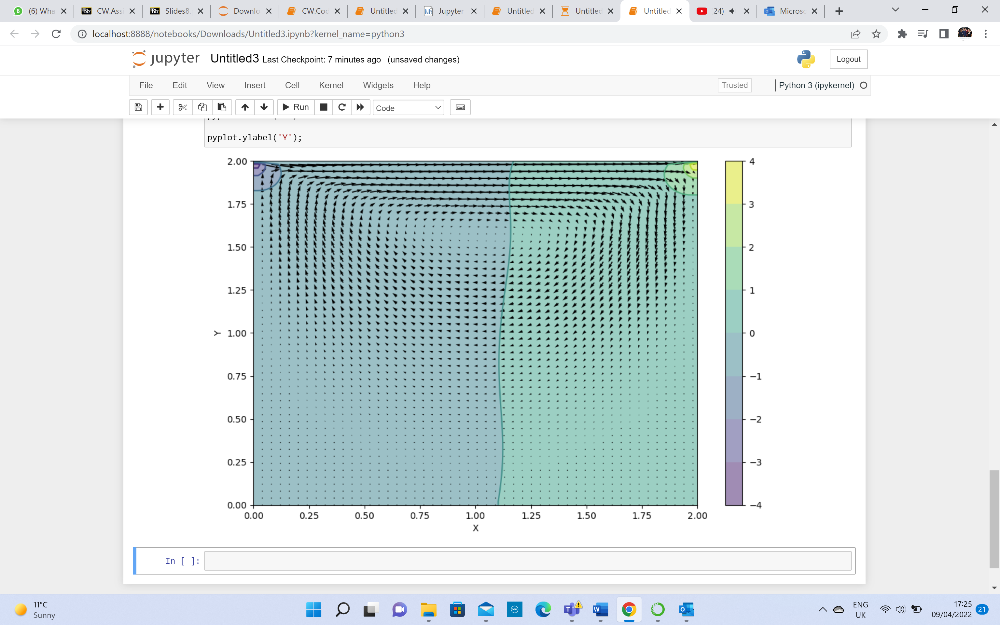 (6) Wha CW.Ass Slides8. Downlo CW.Coc Untitled Jupyter Untitled Untitled Untitled 24) Microsc
localhost:8888/notebooks/Downloads/Untitled3.ipynb?kernel_name=python3
jupyter Untitled3 Last Checkpoint: 7 minutes ago (unsaved changes) Logout
File Edit View Insert Cell Kernel Widgets Help Trusted Python 3 (ipykernel)
Run Code
pyplot.ylabel('Y');
2.00
1.75
1.50
1.25
1.00
0.75
0.50
0.25
0.00
Y
0.00 0.25 0.50 0.75 1.00 1.25 1.50 1.75 2.00
X
4
3
2
1
0
−1
−2
−3
−4
In [ ]:
11°C
Sunny
ENG
UK
17:25
09/04/2022
21